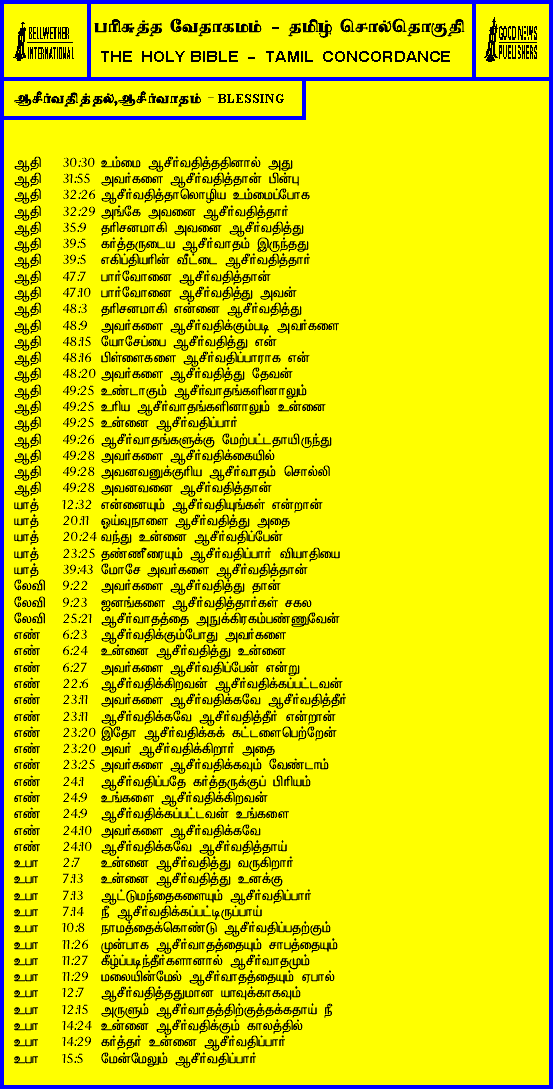 BELLWETHER
INTERNATIONAL
பரிசுத்த வேதாகமம் - தமிழ் சொல்தொகுதி
THE HOLY BIBLE - TAMIL CONCORDANCE
GOOD NEWS
PUBLISHERS
ஆசீர்வதித்தல்,ஆசீர்வாதம் - BLESSING
ஆதி 30:30 உம்மை ஆசீர்வதித்ததினால் அது
ஆதி 31:55 அவர்களை ஆசீர்வதித்தான் பின்பு
ஆதி 32:26 ஆசீர்வதித்தாலொழிய உம்மைப்போக
ஆதி 32:29 அங்கே அவனை ஆசீர்வதித்தார்
ஆதி 35:9 தரிசனமாகி அவனை ஆசீர்வதித்து
ஆதி 39:5 கர்த்தருடைய ஆசீர்வாதம் இருந்தது
ஆதி 39:5 எகிப்தியரின் வீட்டை ஆசீர்வதித்தார்
ஆதி 47:7 பார்வோனை ஆசீர்வதித்தான்
ஆதி 47:10 பார்வோனை ஆசீர்வதித்து அவன்
ஆதி 48:3 தரிசனமாகி என்னை ஆசீர்வதித்து
ஆதி 48:9 அவர்களை ஆசீர்வதிக்கும்படி அவர்களை
ஆதி 48:15 யோசேப்பை ஆசீர்வதித்து என்
ஆதி 48:16 பிள்ளைகளை ஆசீர்வதிப்பாராக என்
ஆதி 48:20 அவர்களை ஆசீர்வதித்து தேவன்
ஆதி 49:25 உண்டாகும் ஆசீர்வாதங்களினாலும்
ஆதி 49:25 உரிய ஆசீர்வாதங்களினாலும் உன்னை
ஆதி 49:25 உன்னை ஆசீர்வதிப்பார்
ஆதி 49:26 ஆசீர்வாதங்களுக்கு மேற்பட்டதாயிருந்து
ஆதி 49:28 அவர்களை ஆசீர்வதிக்கையில்
ஆதி 49:28 அவனவனுக்குரிய ஆசீர்வாதம் சொல்லி
ஆதி 49:28 அவனவனை ஆசீர்வதித்தான்
யாத் 12:32 என்னையும் ஆசீர்வதியுங்கள் என்றான்
யாத் 20:11 ஓய்வுநாளை ஆசீர்வதித்து அதை
யாத் 20:24 வந்து உன்னை ஆசீர்வதிப்பேன்
யாத் 23:25 தண்ணீரையும் ஆசீர்வதிப்பார் வியாதியை
யாத் 39:43 மோசே அவர்களை ஆசீர்வதித்தான்
லேவி 9:22 அவர்களை ஆசீர்வதித்து தான்
லேவி 9:23 ஜனங்களை ஆசீர்வதித்தார்கள் சகல
லேவி 25:21 ஆசீர்வாதத்தை அநுக்கிரகம்பண்ணுவேன்
எண் 6:23 ஆசீர்வதிக்கும்போது அவர்களை
எண் 6:24 உன்னை ஆசீர்வதித்து உன்னை
எண் 6:27 அவர்களை ஆசீர்வதிப்பேன் என்று
எண் 22:6 ஆசீர்வதிக்கிறவன் ஆசீர்வதிக்கப்பட்டவன்
எண் 23:11 அவர்களை ஆசீர்வதிக்கவே ஆசீர்வதித்தீர்
எண் 23:11 ஆசீர்வதிக்கவே ஆசீர்வதித்தீர் என்றான்
எண் 23:20 இதோ ஆசீர்வதிக்கக் கட்டளைபெற்றேன்
எண் 23:20 அவர் ஆசீர்வதிக்கிறார் அதை
எண் 23:25 அவர்களை ஆசீர்வதிக்கவும் வேண்டாம்
எண் 24:1 ஆசீர்வதிப்பதே கர்த்தருக்குப் பிரியம்
எண் 24:9 உங்களை ஆசீர்வதிக்கிறவன்
எண் 24:9 ஆசீர்வதிக்கப்பட்டவன் உங்களை
எண் 24:10 அவர்களை ஆசீர்வதிக்கவே
எண் 24:10 ஆசீர்வதிக்கவே ஆசீர்வதித்தாய்
உபா 2:7 உன்னை ஆசீர்வதித்து வருகிறார்
உபா 7:13 உன்னை ஆசீர்வதித்து உனக்கு
உபா 7:13 ஆட்டுமந்தைகளையும் ஆசீர்வதிப்பார்
உபா 7:14 நீ ஆசீர்வதிக்கப்பட்டிருப்பாய்
உபா 10:8 நாமத்தைக்கொண்டு ஆசீர்வதிப்பதற்கும்
உபா 11:26 முன்பாக ஆசீர்வாதத்தையும் சாபத்தையும்
உபா 11:27 கீழ்ப்படிந்தீர்களானால் ஆசீர்வாதமும்
உபா 11:29 மலையின்மேல் ஆசீர்வாதத்தையும் ஏபால்
உபா 12:7 ஆசீர்வதித்ததுமான யாவுக்காகவும்
உபா 12:15 அருளும் ஆசீர்வாதத்திற்குத்தக்கதாய் நீ
உபா 14:24 உன்னை ஆசீர்வதிக்கும் காலத்தில்
உபா 14:29 கர்த்தர் உன்னை ஆசீர்வதிப்பார்
உபா 15:5 மேன்மேலும் ஆசீர்வதிப்பார்